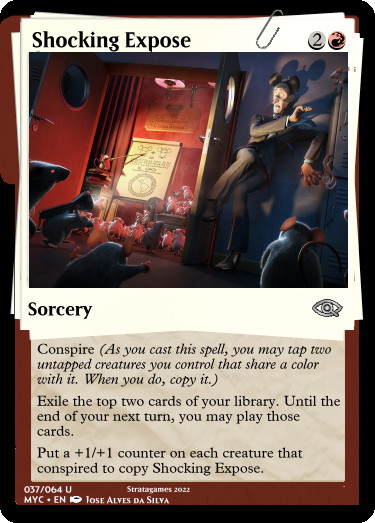 Shocking Expose
2
Sorcery
Conspire (As you cast this spell, you may tap two
untapped creatures you control that share a color
with it. When you do, copy it.)
Exile the top two cards of your library. Until the
end of your next turn, you may play those
cards.
Put a +1/+1 counter on each creature that
conspired to copy Shocking Expose.
037/064 U
Stratagames 2022
MYC • EN Jose Alves da Silva